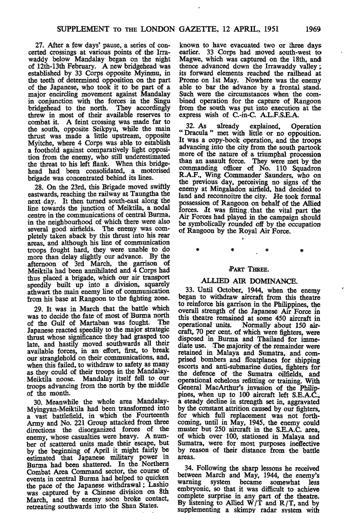 SUPPLEMENT TO THE LONDON GAZETTE, 12 APRIL, 1951 1969
27. After a few days' pause, a series of con-
certed crossings at various points of the Irra-
waddy below Mandalay began on the night
of 12th-13th February. A new bridgehead was
established by 33 Corps opposite Myinmu, in
the teeth of determined opposition on the part
of the Japanese, who took it to be part of a
major encircling movement against Mandalay
in conjunction with the forces in the Singu
bridgehead to the north. They accordingly
threw in most of their available reserves to
combat it. A feint crossing was made far to
the south, opposite Seikpyu, while the main
thrust was made a little upstream, opposite
Myitche, where 4 Corps was able to establish
a foothold against comparatively light opposi-
tion from the enemy, who still underestimated
the threat to his left flank. When this bridge-
head had been consolidated, a motorised
brigade was concentrated behind its lines.
28. On the 23rd, this Brigade moved swiftly
eastwards, reaching the railway at Taungtha the
next day. It then turned south-east along the
line towards the junction of Meiktila, a nodal
centre in the communications of central Burma,
in the neighbourhood of which there were also
several good airfields. The enemy was com-
pletely taken aback by this thrust into his rear
areas, and although his line of communication
troops fought hard, they were unable to do
more than delay slightly our advance. By the
afternoon of 3rd March, the garrison of
Meiktila had been annihilated and 4 Corps had
thus placed a brigade, which our air transport
speedily built up into a division, squarely
athwart the main enemy line of communication
from his base at Rangoon to the fighting zone.
29. It was in March that the battle which
was to decide the fate of most of Burma north
of the Gulf of Martaban was fought. The
Japanese reacted speedily to the major strategic
thrust whose significance they had grasped too
late, and hastily moved southwards all their
available forces, in an effort, first, to break
our stranglehold on their communications, and,
when this failed, to withdraw to safety as many
as they could of their troops in the Mandalay-
Meiktila noose. Mandalay itself fell to our
troops advancing from the north by the middle
of the month.
30. Meanwhile the whole area Mandalay-
Myingyan-Meiktila had been transformed into
a vast battlefield, in which the Fourteenth
Army and No. 221 Group attacked from three
directions the disorganized forces of the
enemy, whose casualties were heavy. A num-
ber of scattered units made their escape, but
by the beginning of April it might fairly be
estimated that Japanese military power in
Burma had been shattered. In the Northern
Combat Area Command sector, the course of
events in central Burma had helped to quicken
the pace of the Japanese withdrawal; Lashio
was captured by a Chinese division on 8th
March, and the enemy soon broke contact,
retreating southwards into the Shan States.
known to have evacuated two or three days
earlier. 33 Corps had moved south-west to
Magwe, which was captured on the 18th, and
thence advanced down the Irrawaddy valley;
its forward elements reached the railhead at
Prome on 1st May. Nowhere was the enemy
able to bar the advance by a frontal stand.
Such were the circumstances when the com-
bined operation for the capture of Rangoon
from the south was put into execution at the
express wish of C.-in-C. A.L.F.S.E.A.
32. As already explained, Operation
"Dracula" met with little or no opposition.
It was a copy-book operation, and the troops
advancing into the city from the south partook
more of the nature of a triumphal procession
than an assault force. They were met by the
commanding officer of No. 110 Squadron
R.A.F., Wing Commander Saunders, who on
the previous day, perceiving no signs of the
enemy at Mingaladon airfield, had decided to
land and reconnoitre the city. He took formal
possession of Rangoon on behalf of the Allied
forces. It was fitting that the vital part the
Air Forces had played in the campaign should
be symbolically rounded off by the occupation
of Rangoon by the Royal Air Force.
* * * * *
PART THREE.
ALLIED AIR DOMINANCE.
33. Until October, 1944, when the enemy
began to withdraw aircraft from this theatre
to reinforce his garrison in the Philippines, the
overall strength of the Japanese Air Force in
this theatre remained at some 450 aircraft in
operational units. Normally about 150 air-
craft, 70 per cent. of which were fighters, were
disposed in Burma and Thailand for imme-
diate use. The majority of the remainder were
retained in Malaya and Sumatra, and com-
prised bombers and floatplanes for shipping
escorts and anti-submarine duties, fighters for
the defence of the Sumatra oilfields, and
operational echelons refitting or training. With
General MacArthur's invasion of the Philip-
pines, when up to 100 aircraft left S.E.A.C.,
a steady decline in strength set in, aggravated
by the constant attrition caused by our fighters,
for which full replacement was not forth-
coming, until in May, 1945, the enemy could
muster but 250 aircraft in the S.E.A.C. area,
of which over 100, stationed in Malaya and
Sumatra, were for most purposes ineffective
by reason of their distance from the battle
areas.
34. Following the sharp lessons he received
between March and May, 1944, the enemy's
warning system became somewhat less
embryonic, so that it was difficult to achieve
complete surprise in any part of the theatre.
By listening to Allied W/T and R/T, and by
supplementing a skimpy radar system with